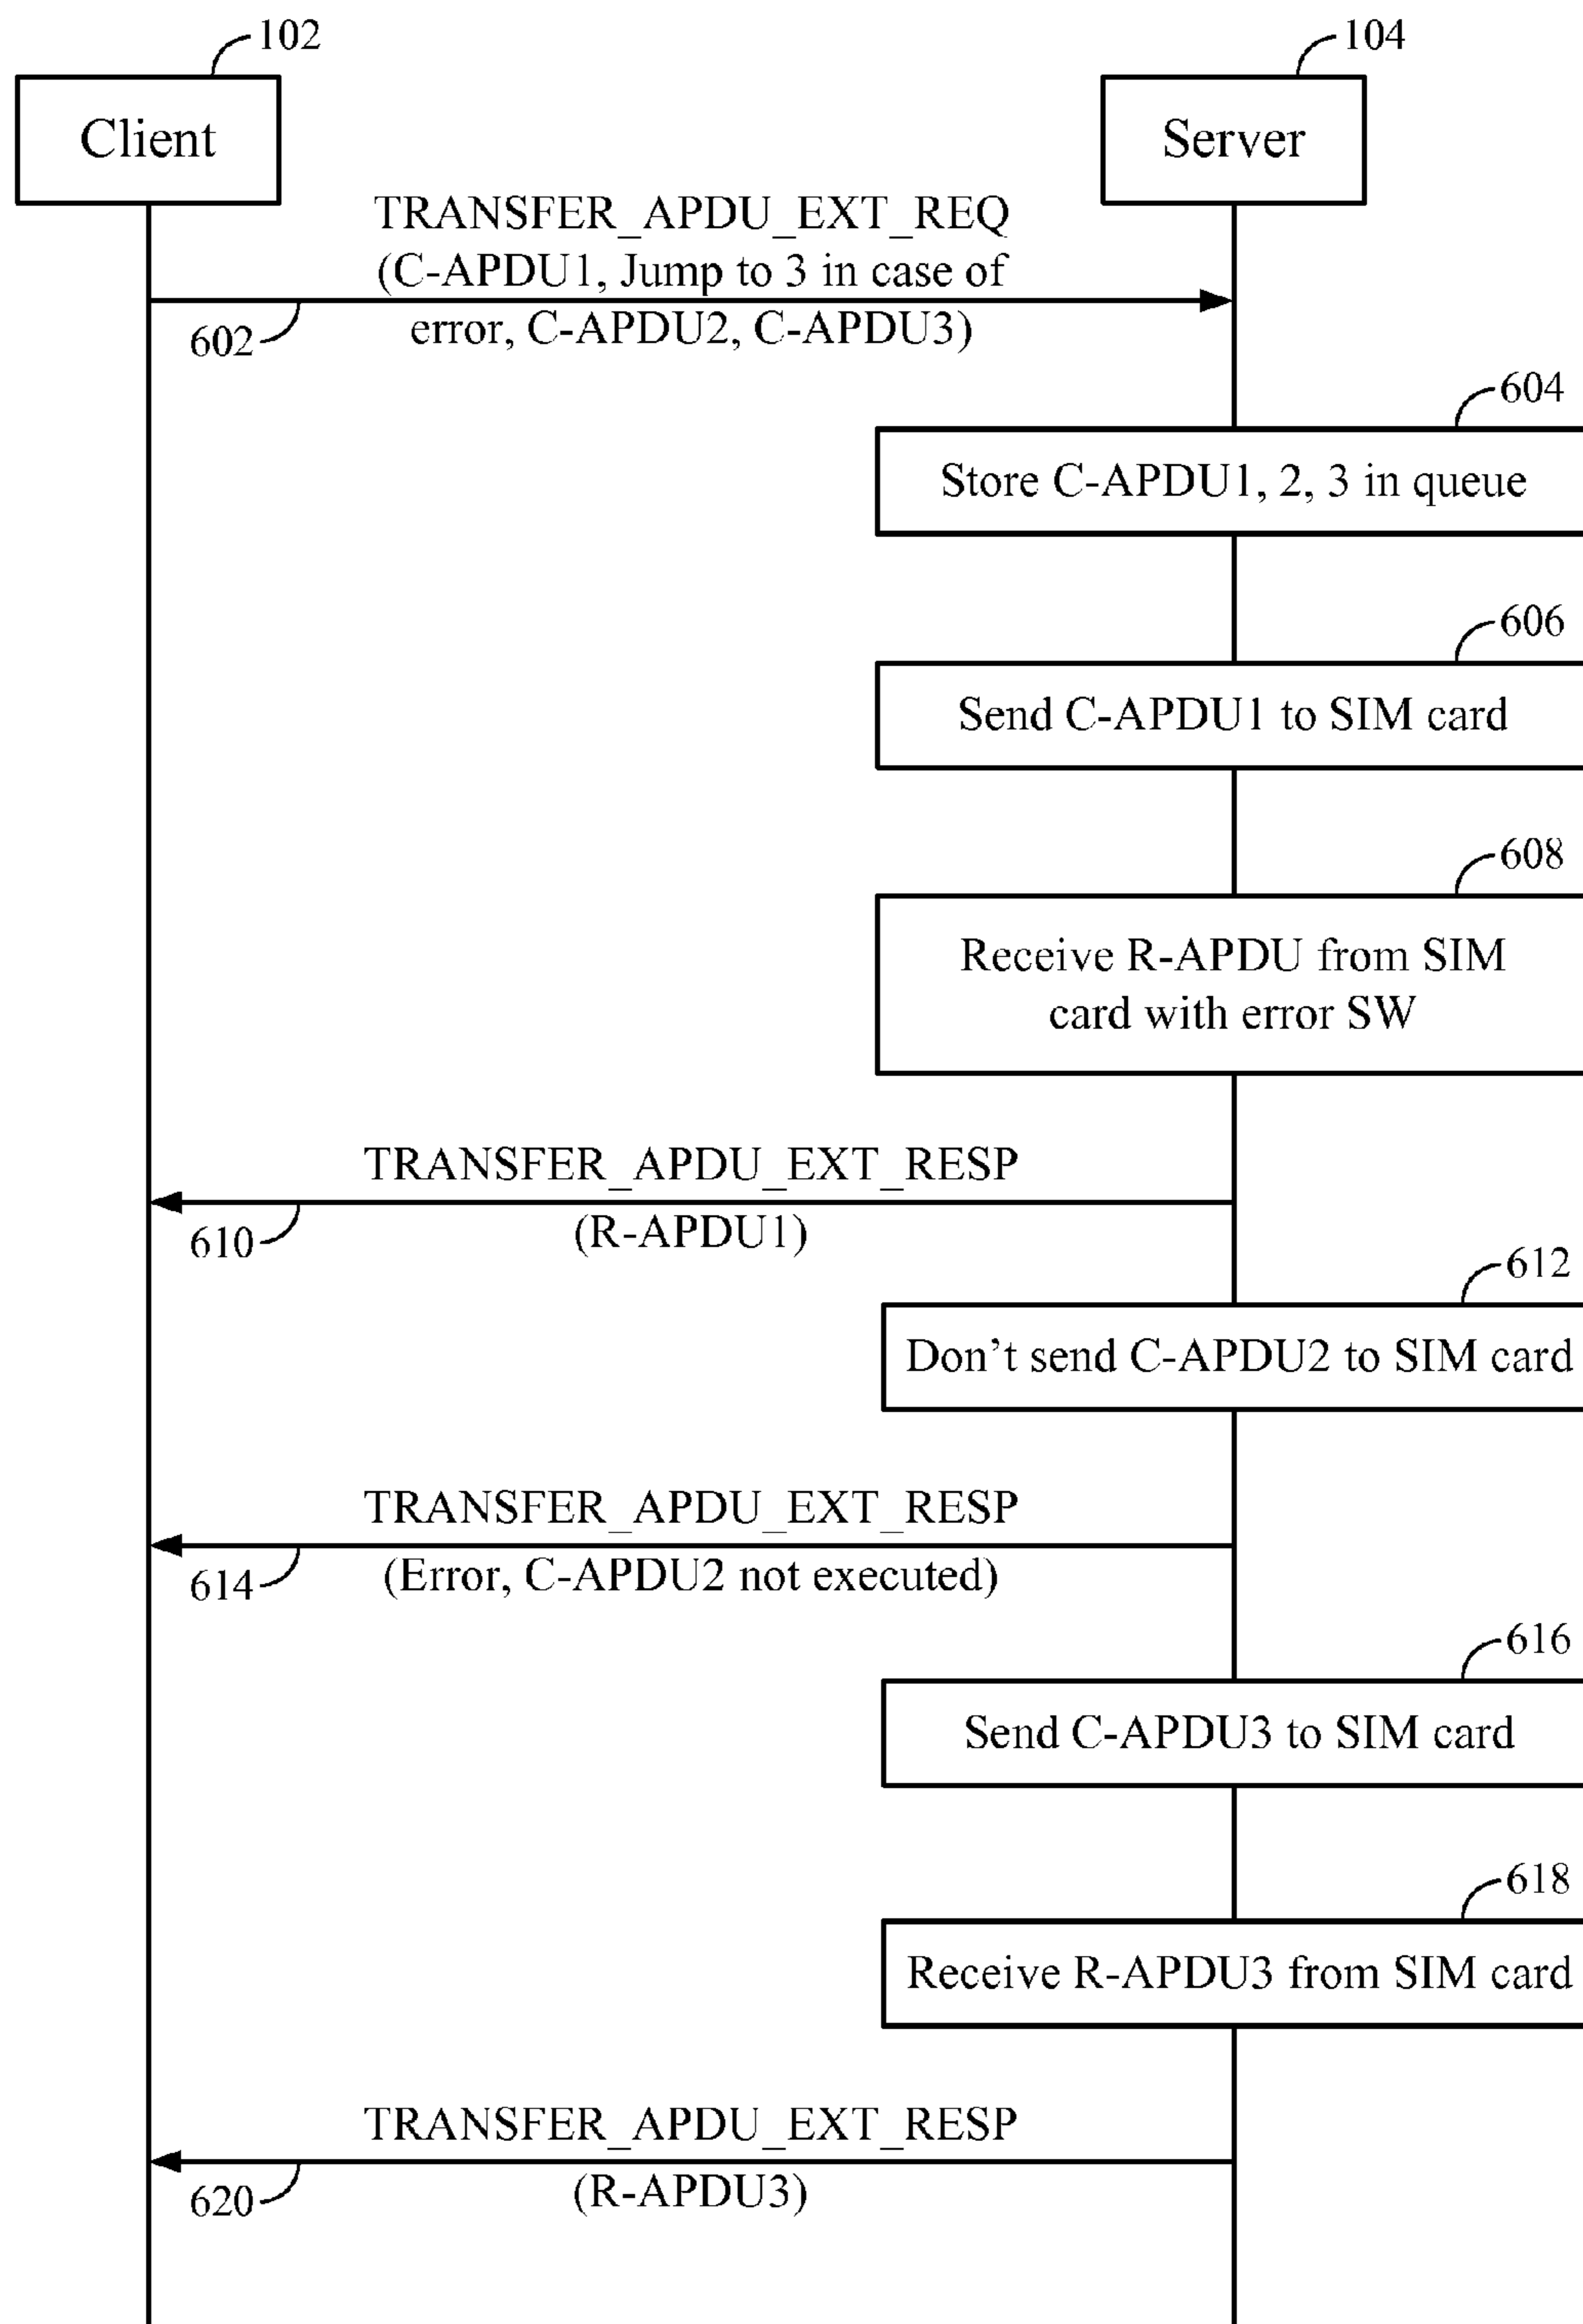 102
104
Client
Server
TRANSFER_APDU_EXT_REQ
(C-APDU1, Jump to 3 in case of
error, C-APDU2, C-APDU3)
602
604
Store C-APDU1, 2, 3 in queue
606
Send C-APDU1 to SIM card
608
Receive R-APDU from SIM
card with error SW
TRANSFER_APDU_EXT_RESP
(R-APDU1)
610
612
Don't send C-APDU2 to SIM card
TRANSFER_APDU_EXT_RESP
(Error, C-APDU2 not executed)
614
616
Send C-APDU3 to SIM card
618
Receive R-APDU3 from SIM card
TRANSFER_APDU_EXT_RESP
(R-APDU3)
620